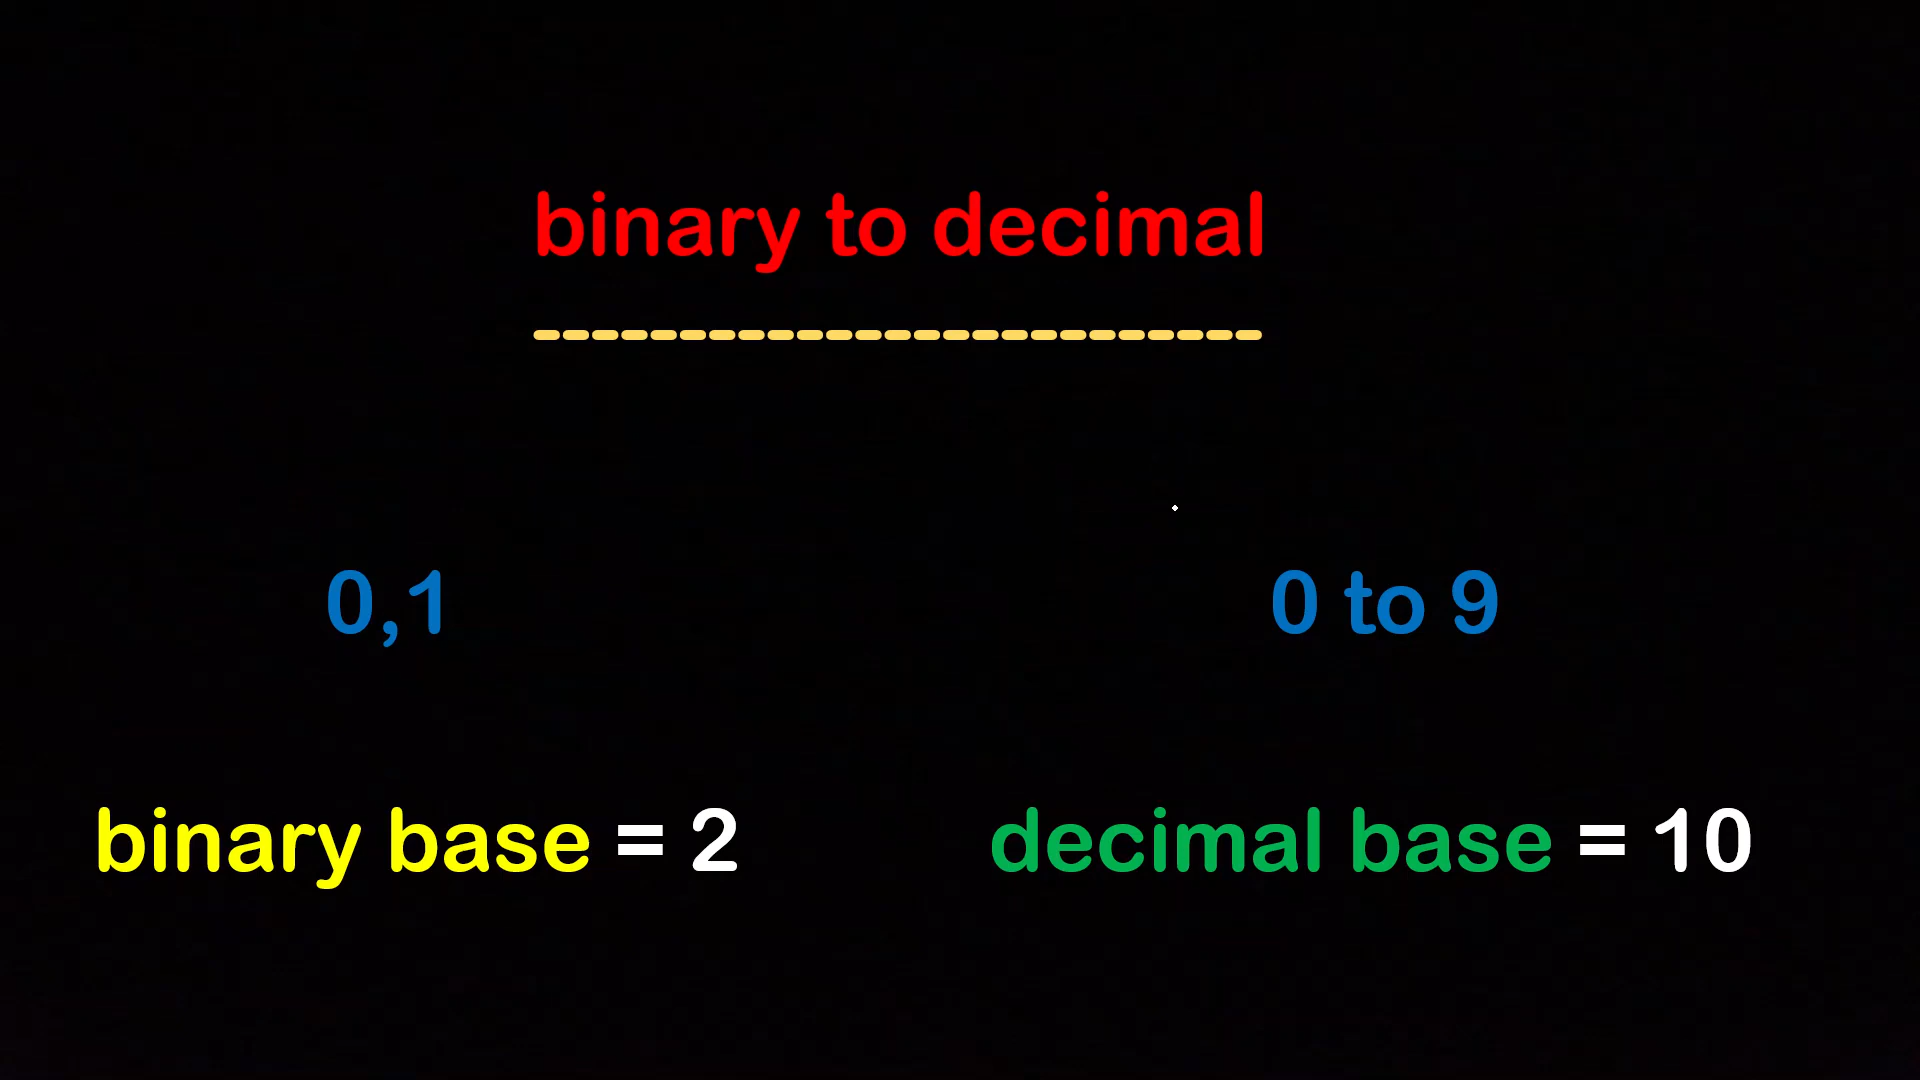 binary to decimal
-------------------------
0,1
0 to 9
binary base = 2
decimal base = 10